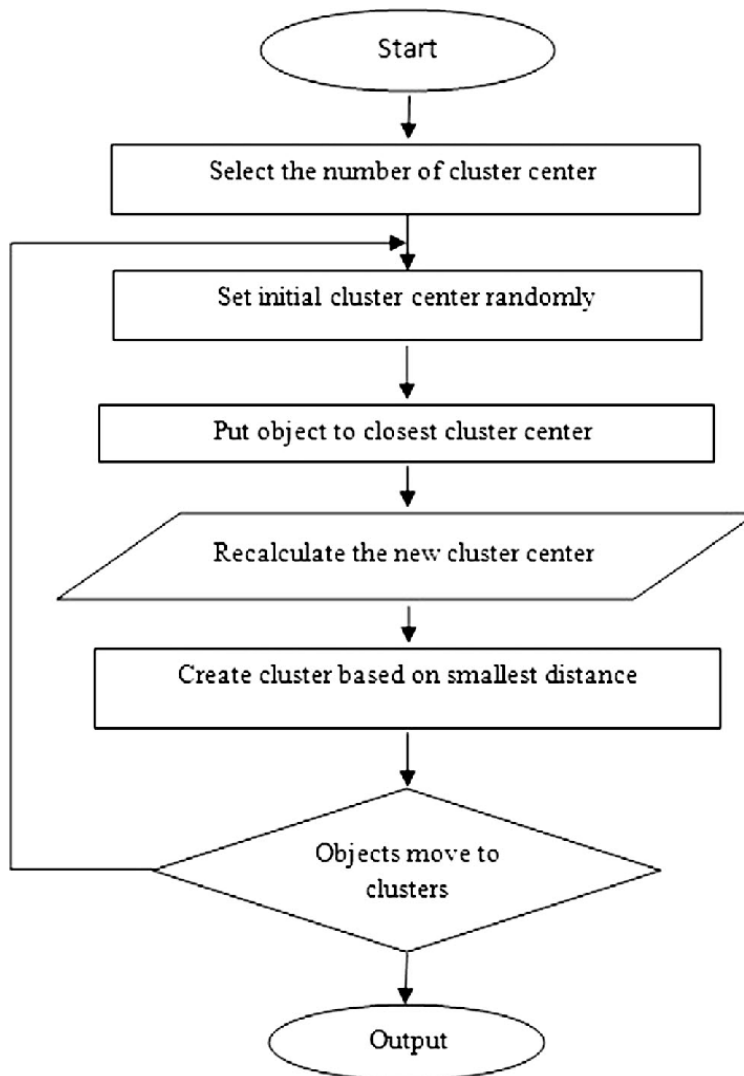 Start
Select the number of cluster center
Set initial cluster center randomly
Put object to closest cluster center
Recalculate the new cluster center
Create cluster based on smallest distance
Objects move to
clusters
Output